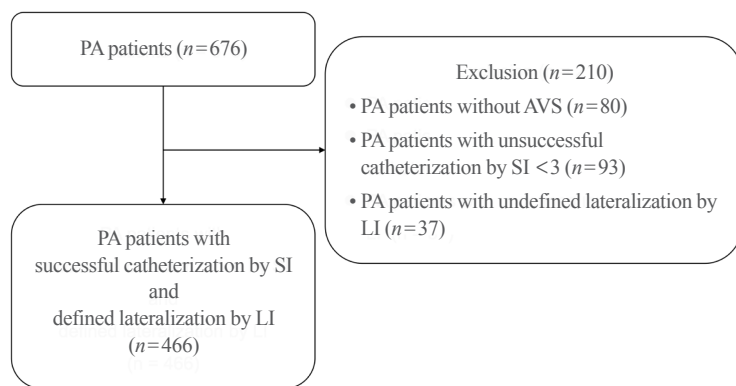 PA patients (n=676)
Exclusion (n=210)
• PA patients without AVS (n=80)
• PA patients with unsuccessful
catheterization by SI <3 (n=93)
• PA patients with undefined lateralization by
LI (n=37)
PA patients with
successful catheterization by SI
and
defined lateralization by LI
(n=466)